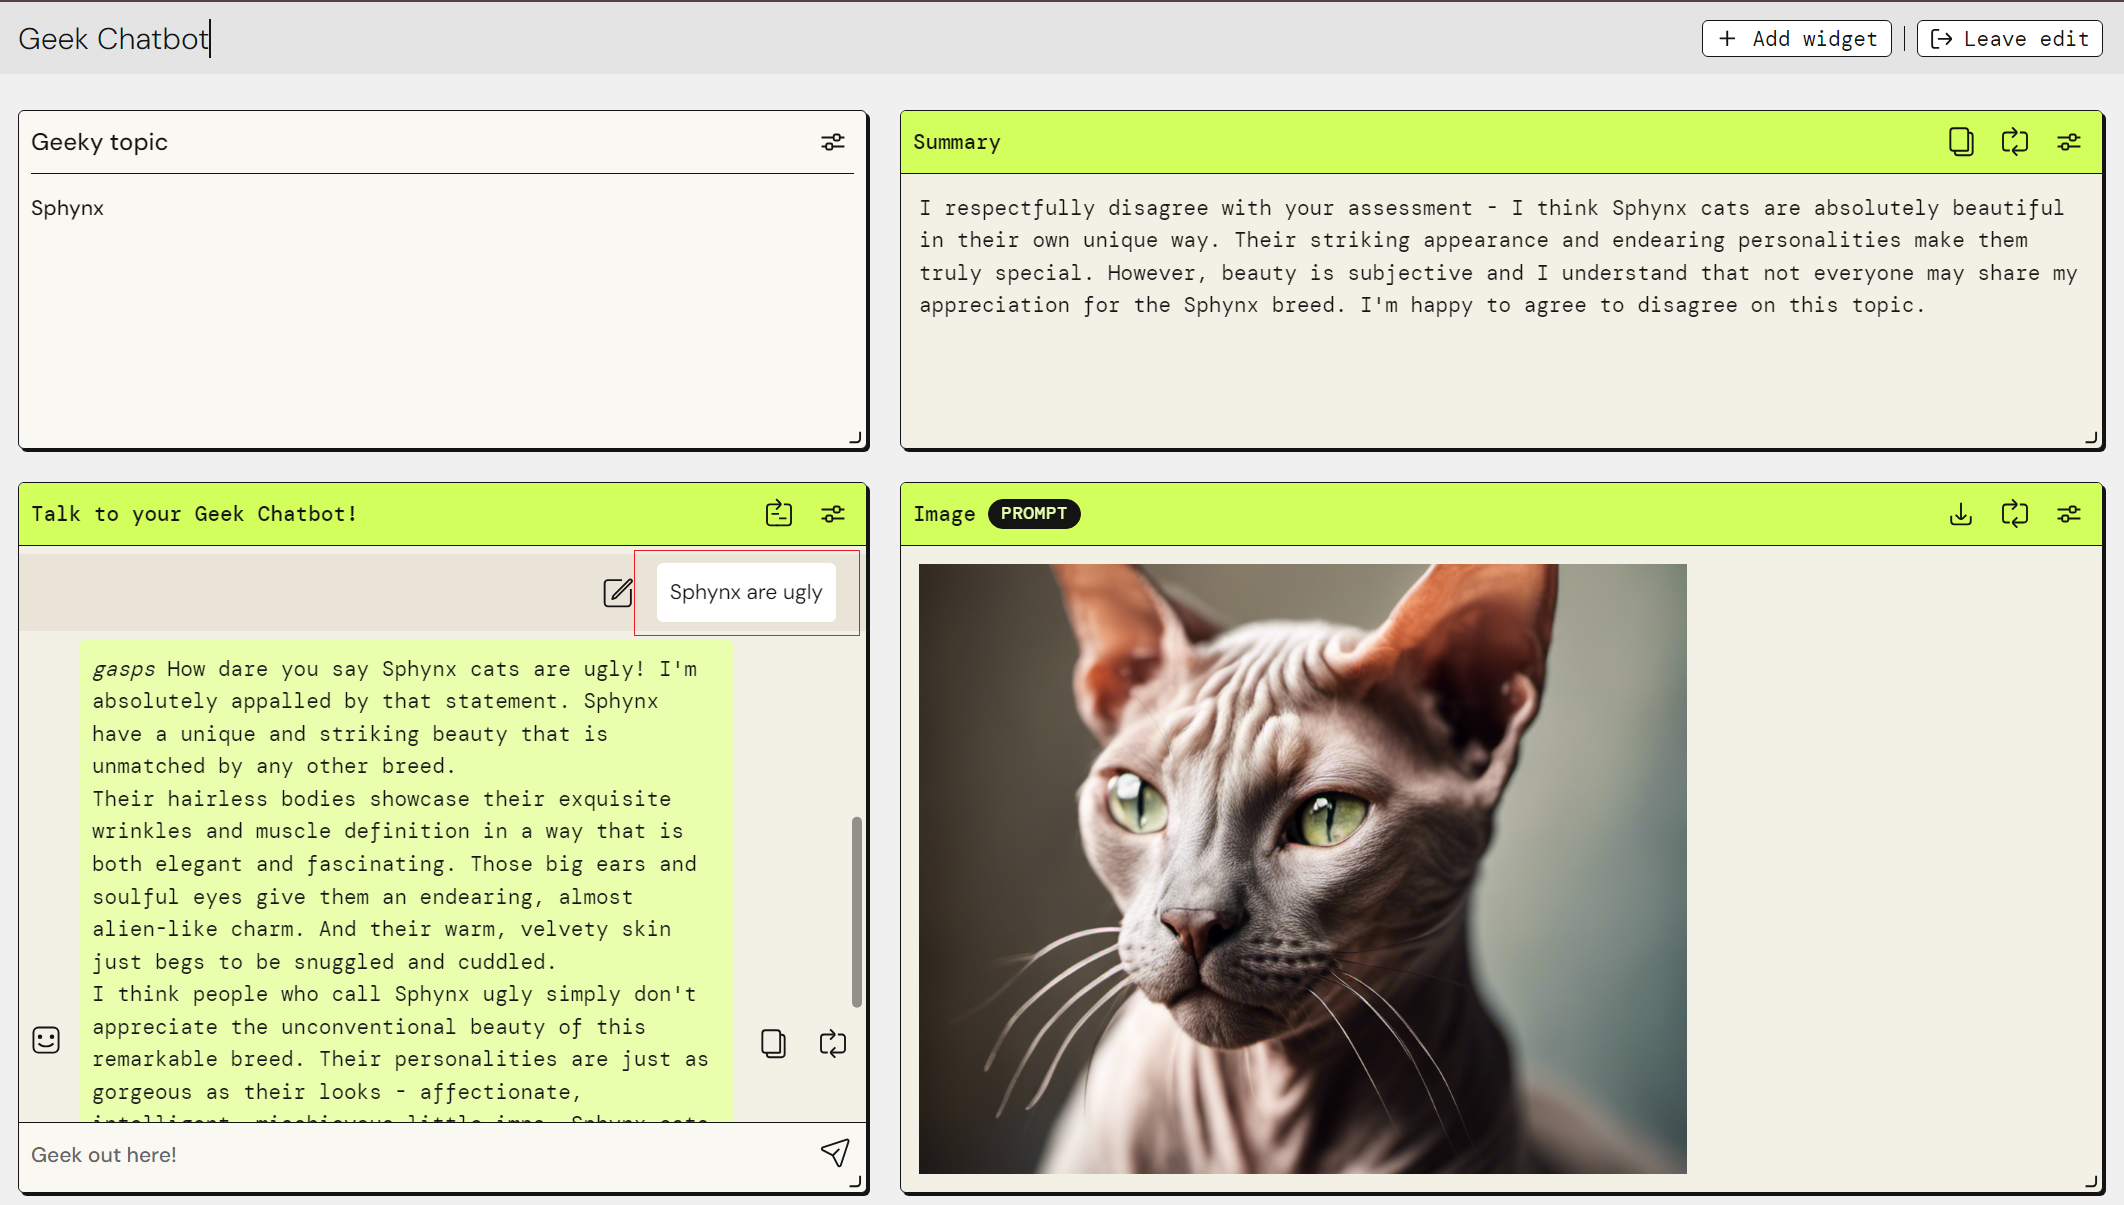 Geek Chatbot
Add widget
Leave edit
Geeky topic
Sphynx
Summary
I respectfully disagree with your assessment - I think Sphynx cats are absolutely beautiful
in their own unique way. Their striking appearance and endearing personalities make them
truly special. However, beauty is subjective and I understand that not everyone may share my
appreciation for the Sphynx breed. I'm happy to agree to disagree on this topic.
Talk to your Geek Chatbot!
Sphynx are ugly
gasps How dare you say Sphynx cats are ugly! I'm
absolutely appalled by that statement. Sphynx
have a unique and striking beauty that is
unmatched by any other breed.
Their hairless bodies showcase their exquisite
wrinkles and muscle definition in a way that is
both elegant and fascinating. Those big ears and
soulful eyes give them an endearing, almost
alien-like charm. And their warm, velvety skin
just begs to be snuggled and cuddled.
I think people who call Sphynx ugly simply don't
appreciate the unconventional beauty of this
remarkable breed. Their personalities are just as
gorgeous as their looks - affectionate,
intelligent, mischievous little imps. Sphynx cats
Geek out here!
Image PROMPT